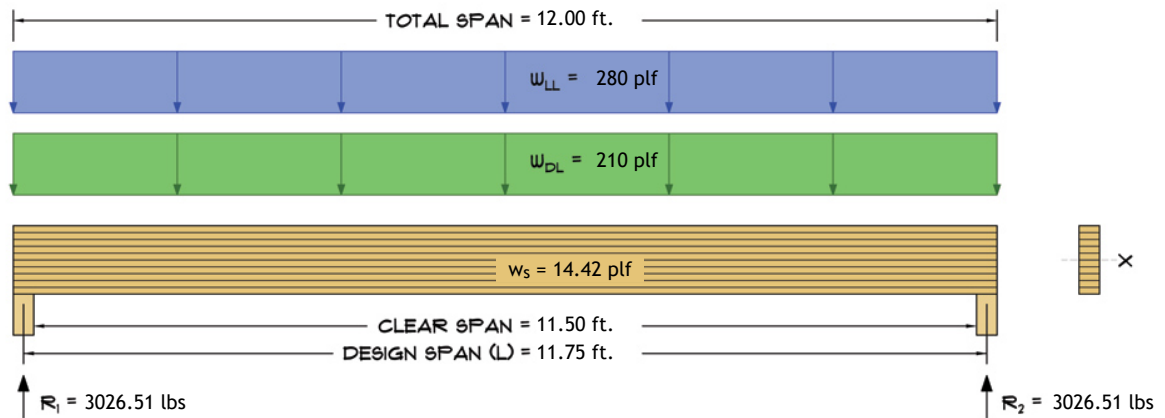 TOTAL SPAN = 12.00 ft.
wLL = 280 plf
wDL = 210 plf
ws = 14.42 plf
X
CLEAR SPAN = 11.50 ft.
DESIGN SPAN (L) = 11.75 ft.
R1 = 3026.51 lbs
R2 = 3026.51 lbs